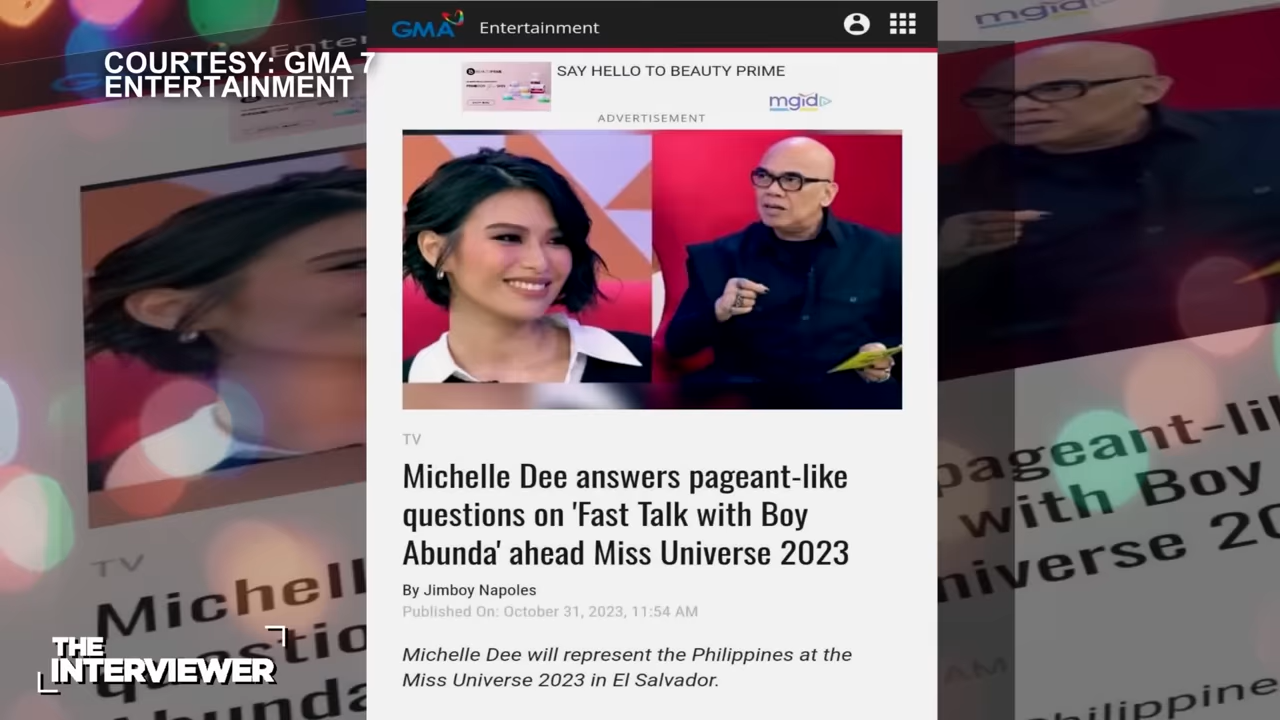 GMA
Entertainment
mgid
COURTESY: GMA 7
ENTERTAINMENT
SAY HELLO TO BEAUTY PRIME
mgid
ADVERTISEMENT
TV
Michelle Dee answers pageant-like
questions on 'Fast Talk with Boy
Abunda' ahead Miss Universe 2023
By Jimboy Napoles
Published On: October 31, 2023, 11:54 AM
Michelle Dee will represent the Philippines at the
Miss Universe 2023 in El Salvador.
THE
INTERVIEWER